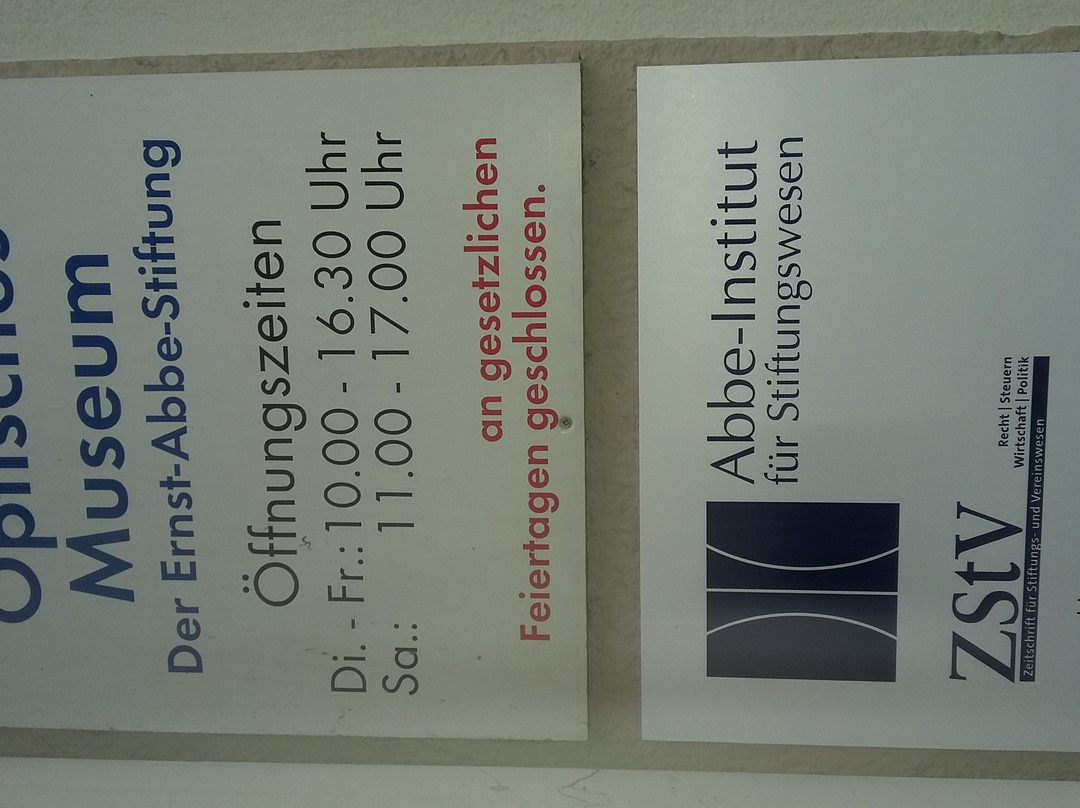 Optisches
Museum
Der Ernst-Abbe-Stiftung
Öffnungszeiten
Di. - Fr.: 10.00 - 16.30 Uhr
Sa.: 11.00 - 17.00 Uhr
an gesetzlichen
Feiertagen geschlossen.
Abbe-Institut
für Stiftungswesen
ZStV
Recht | Steuern
Wirtschaft | Politik
Zeitschrift für Stiftungs- und Vereinswesen